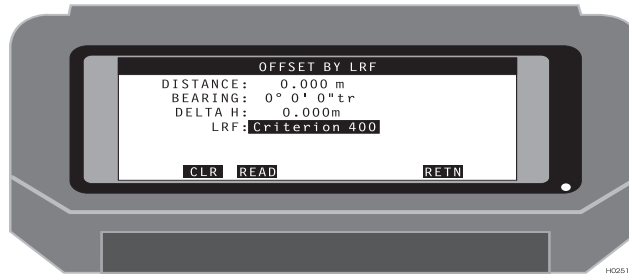 OFFSET BY LRF
DISTANCE: 0.000 m
BEARING: 0° 0' 0"tr
DELTA H: 0.000m
LRF: Criterion 400
CLR READ RETN
H0251